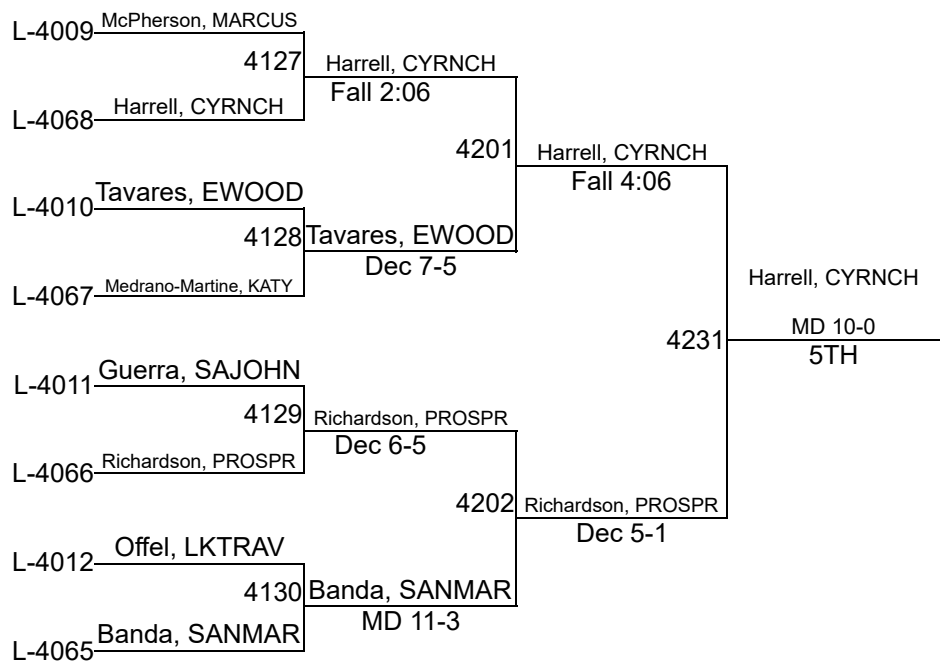 L-4009 McPherson, MARCUS
4127 Harrell, CYRNCH
Fall 2:06
L-4068 Harrell, CYRNCH
4201 Harrell, CYRNCH
Fall 4:06
L-4010 Tavares, EWOOD
4128 Tavares, EWOOD
Dec 7-5
L-4067 Medrano-Martine, KATY
Harrell, CYRNCH
4231 MD 10-0
5TH
L-4011 Guerra, SAJOHN
4129 Richardson, PROSPR
Dec 6-5
L-4066 Richardson, PROSPR
4202 Richardson, PROSPR
Dec 5-1
L-4012 Offel, LKTRAV
4130 Banda, SANMAR
MD 11-3
L-4065 Banda, SANMAR